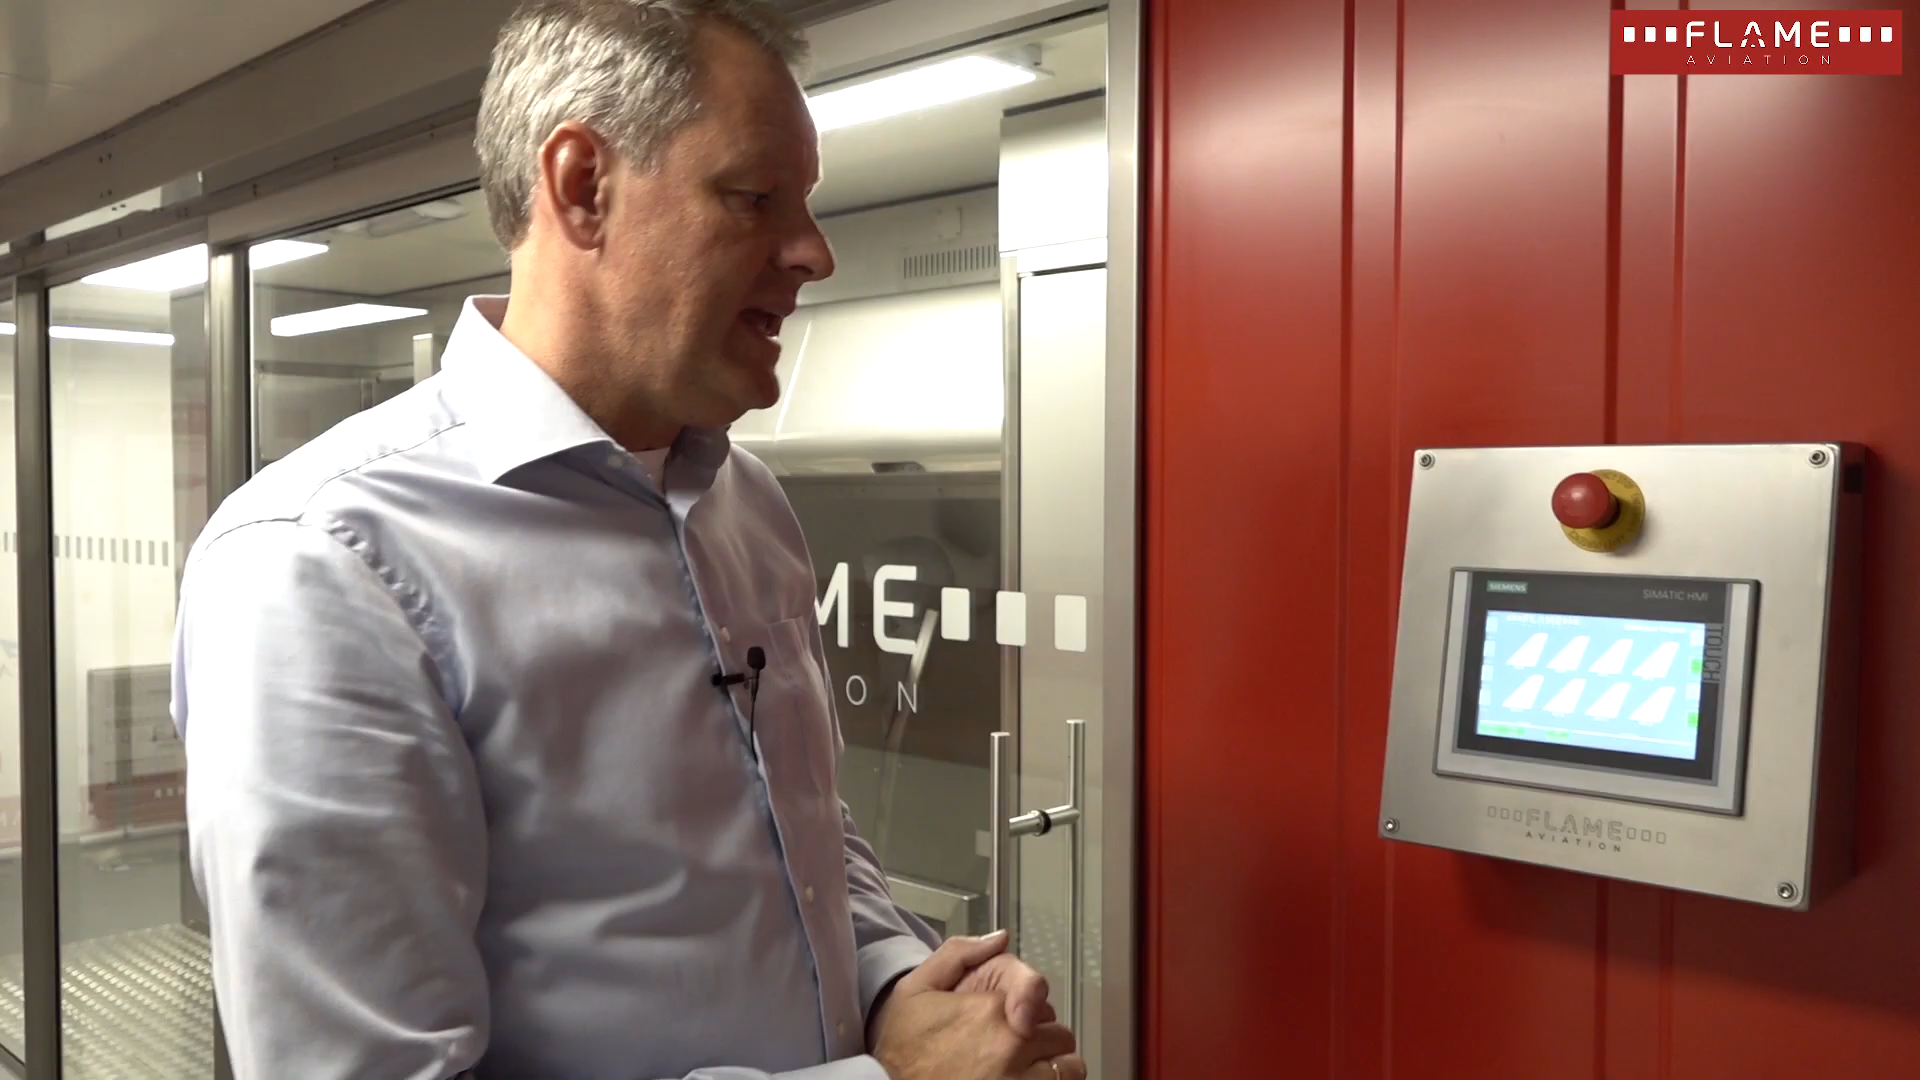 FLAME
AVIATION
ME
ON
SIEMENS
SIMATIC HMI
TOUCH
FLAME
AVIATION